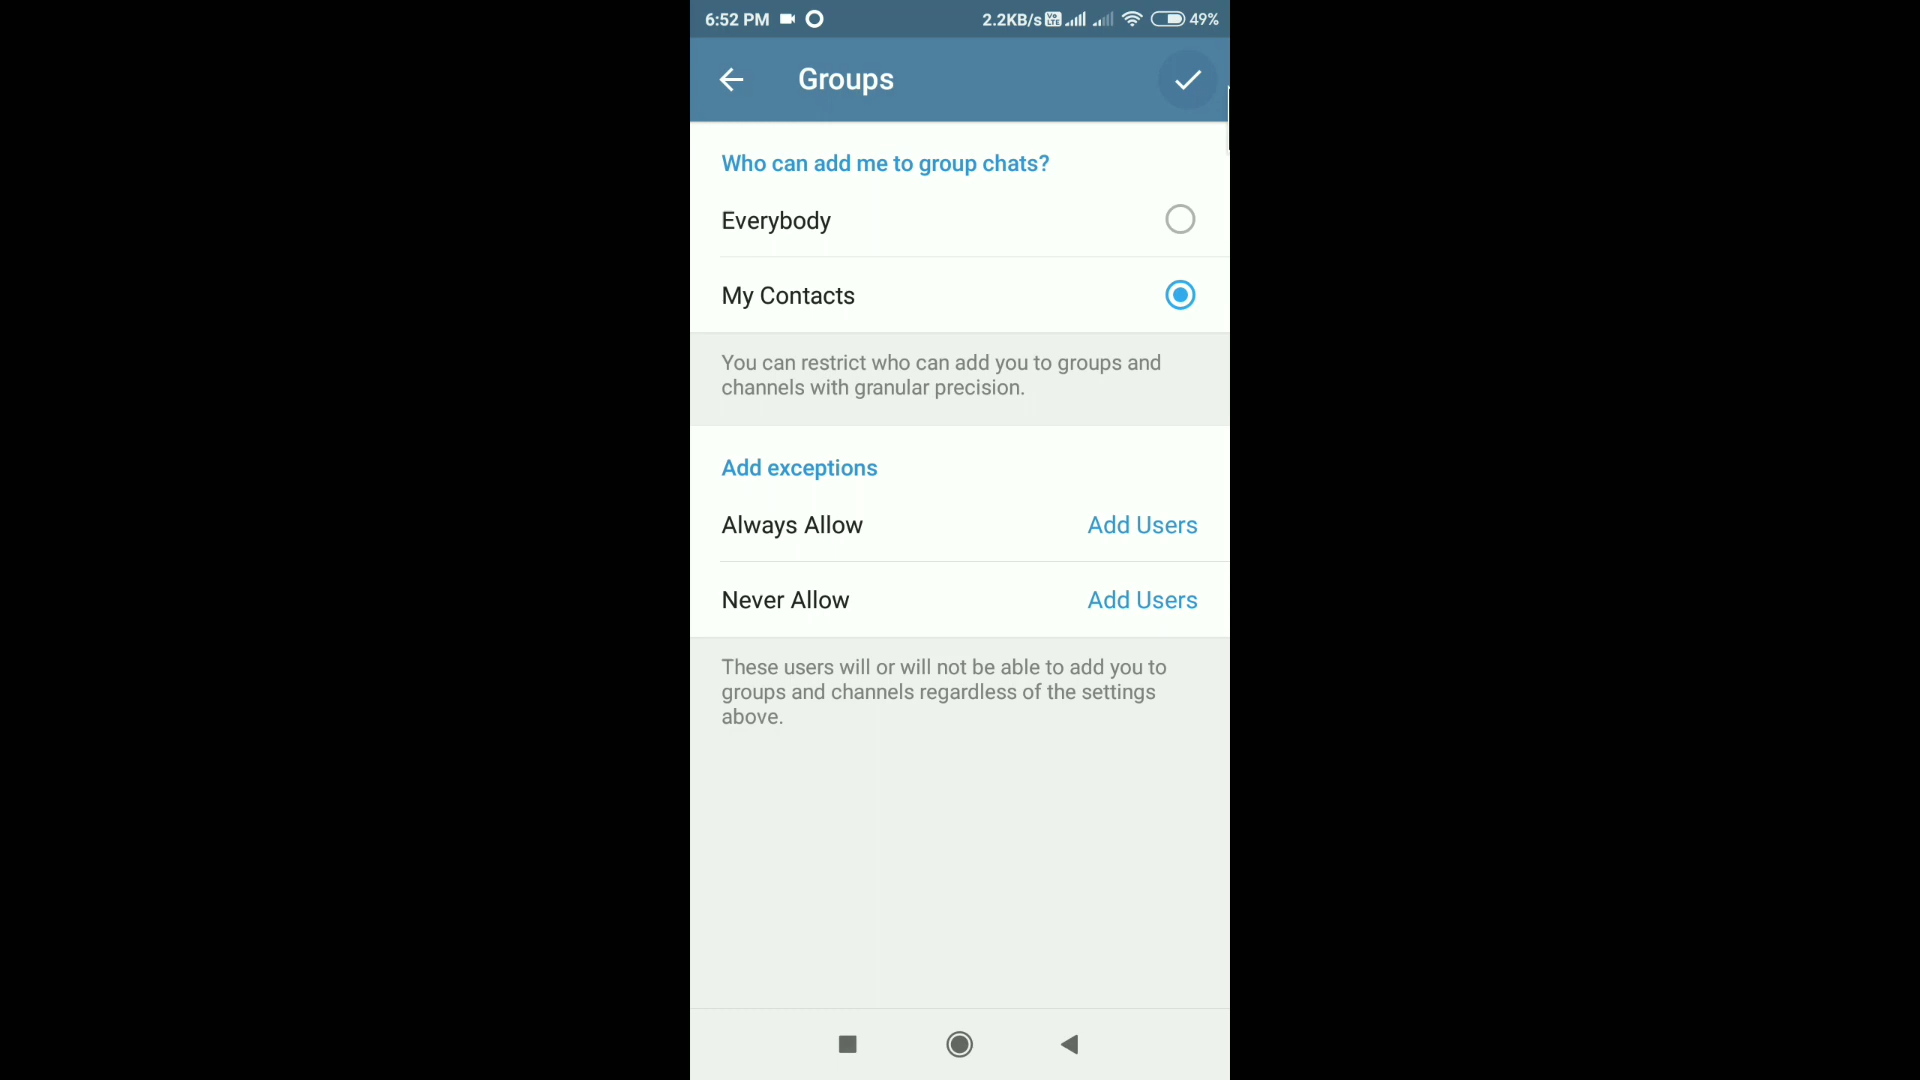 6:52 PM 2.2KB/s Vo LTE 49%
Groups
Who can add me to group chats?
Everybody
My Contacts
You can restrict who can add you to groups and
channels with granular precision.
Add exceptions
Always Allow Add Users
Never Allow Add Users
These users will or will not be able to add you to
groups and channels regardless of the settings
above.